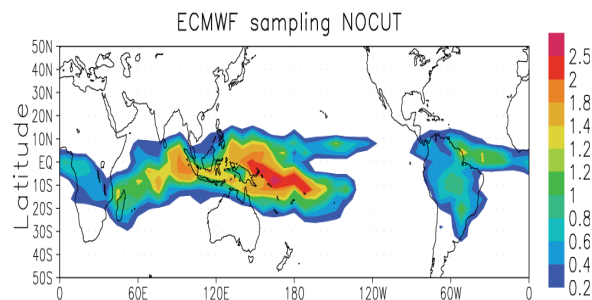 ECMWF sampling NOCUT
Latitude
50N
40N
30N
20N
10N
EQ
10S
20S
30S
40S
50S
0
60E
120E
180
120W
60W
0
2.5
2
1.8
1.4
1.2
1.2
1
0.8
0.6
0.4
0.2